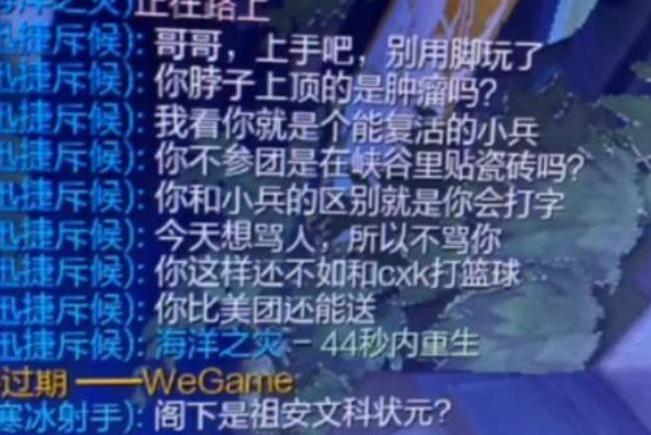 海洋之灾)正在路上
迅捷斥候): 哥哥，上手吧，别用脚玩了
迅捷斥候): 你脖子上顶的是肿瘤吗？
迅捷斥候): 我看你就是个能复活的小兵
迅捷斥候): 你不参团是在峡谷里贴瓷砖吗？
迅捷斥候): 你和小兵的区别就是你会打字
迅捷斥候): 今天想骂人，所以不骂你
迅捷斥候): 你这样还不如和cxk打篮球
迅捷斥候): 你比美团还能送
迅捷斥候): 海洋之灾 - 44秒内重生
过期 ——WeGame
寒冰射手): 阁下是祖安文科状元？